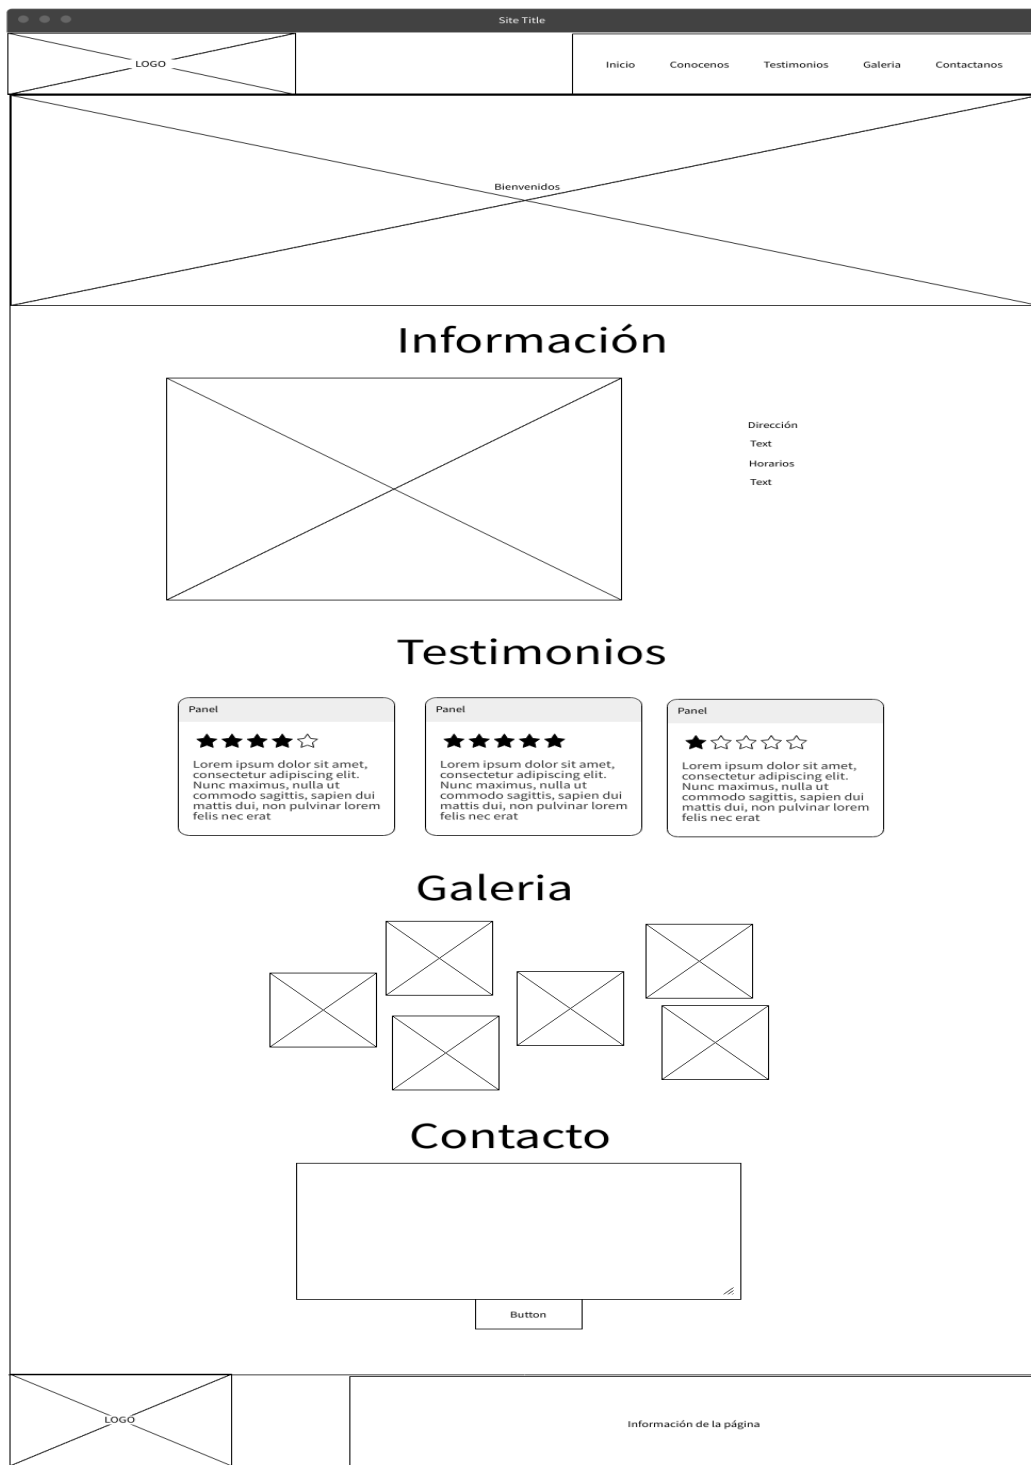 Site Title
LOGO
Inicio Conocenos Testimonios Galeria Contactanos
Bienvenidos
Información
Dirección
Text
Horarios
Text
Testimonios
Panel
Lorem ipsum dolor sit amet,
consectetur adipiscing elit.
Nunc maximus, nulla ut
commodo sagittis, sapien dui
mattis dui, non pulvinar lorem
felis nec erat
Panel
Lorem ipsum dolor sit amet,
consectetur adipiscing elit.
Nunc maximus, nulla ut
commodo sagittis, sapien dui
mattis dui, non pulvinar lorem
felis nec erat
Panel
Lorem ipsum dolor sit amet,
consectetur adipiscing elit.
Nunc maximus, nulla ut
commodo sagittis, sapien dui
mattis dui, non pulvinar lorem
felis nec erat
Galeria
Contacto
Button
LOGO
Información de la página